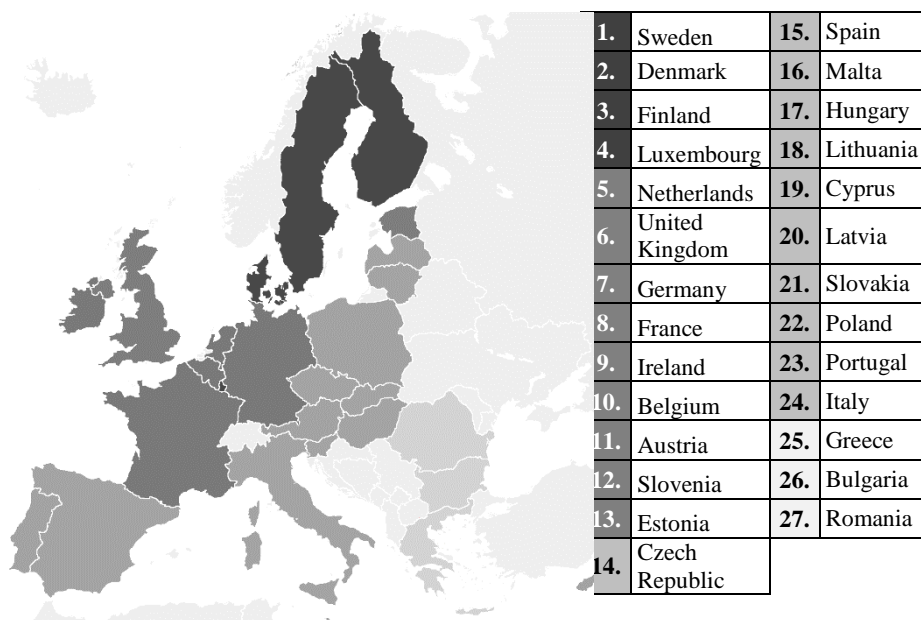 1. Sweden 15. Spain
2. Denmark 16. Malta
3. Finland 17. Hungary
4. Luxembourg 18. Lithuania
5. Netherlands 19. Cyprus
6. United Kingdom 20. Latvia
7. Germany 21. Slovakia
8. France 22. Poland
9. Ireland 23. Portugal
10. Belgium 24. Italy
11. Austria 25. Greece
12. Slovenia 26. Bulgaria
13. Estonia 27. Romania
14. Czech Republic